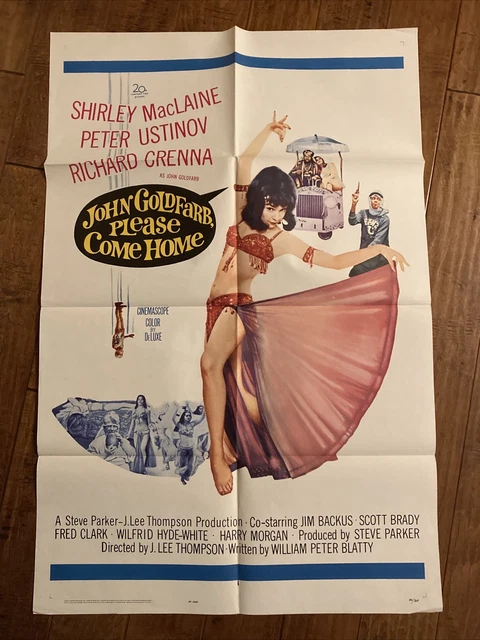 20th
SHIRLEY MacLAINE
PETER USTINOV
RICHARD CRENNA
AS JOHN GOLDFARB
JOHN GOLDFARB,
PLEASE
COME HOME
CINEMASCOPE
COLOR
BY
DeLUXE
A Steve Parker-J.Lee Thompson Production · Co-starring JIM BACKUS · SCOTT BRADY
FRED CLARK · WILFRID HYDE-WHITE · HARRY MORGAN · Produced by STEVE PARKER
Directed by J. LEE THOMPSON · Written by WILLIAM PETER BLATTY